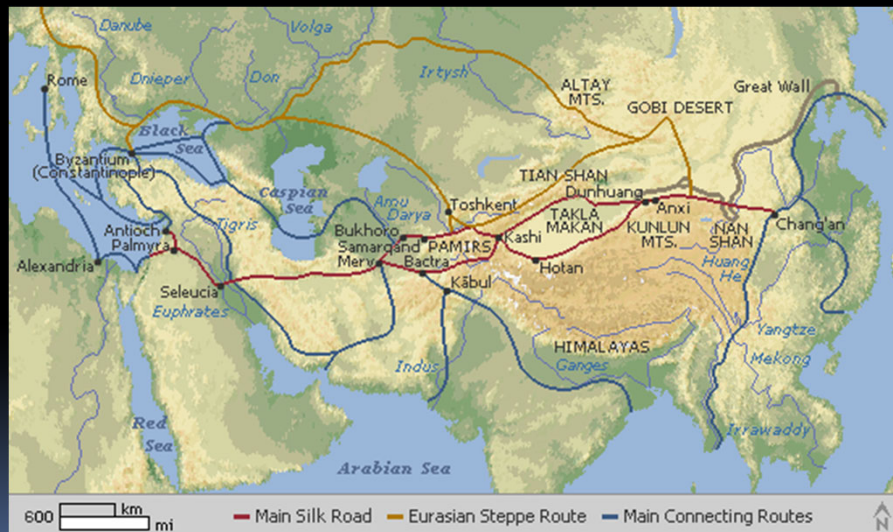 Danube
Volga
Rome
Dnieper
Don
Irtysh
ALTAY
MTS.
Great Wall
GOBI DESERT
Black
Sea
Byzantium
(Constantinople)
TIAN SHAN
Caspian
Sea
Amu
Darya
Toshkent
Dunhuang
Anxi
Tigris
TAKLA
MAKAN
KUNLUN
MTS.
NAN
SHAN
Chang'an
Antioch
Palmyra
Bukhoro
Samarqand
PAMIRS
Kashi
Merv
Bactra
Hotan
Huang
He
Alexandria
Seleucia
Kābul
Euphrates
Yangtze
HIMALAYAS
Indus
Ganges
Mekong
Red
Sea
Irrawaddy
Arabian Sea
600 km
mi
Main Silk Road
Eurasian Steppe Route
Main Connecting Routes